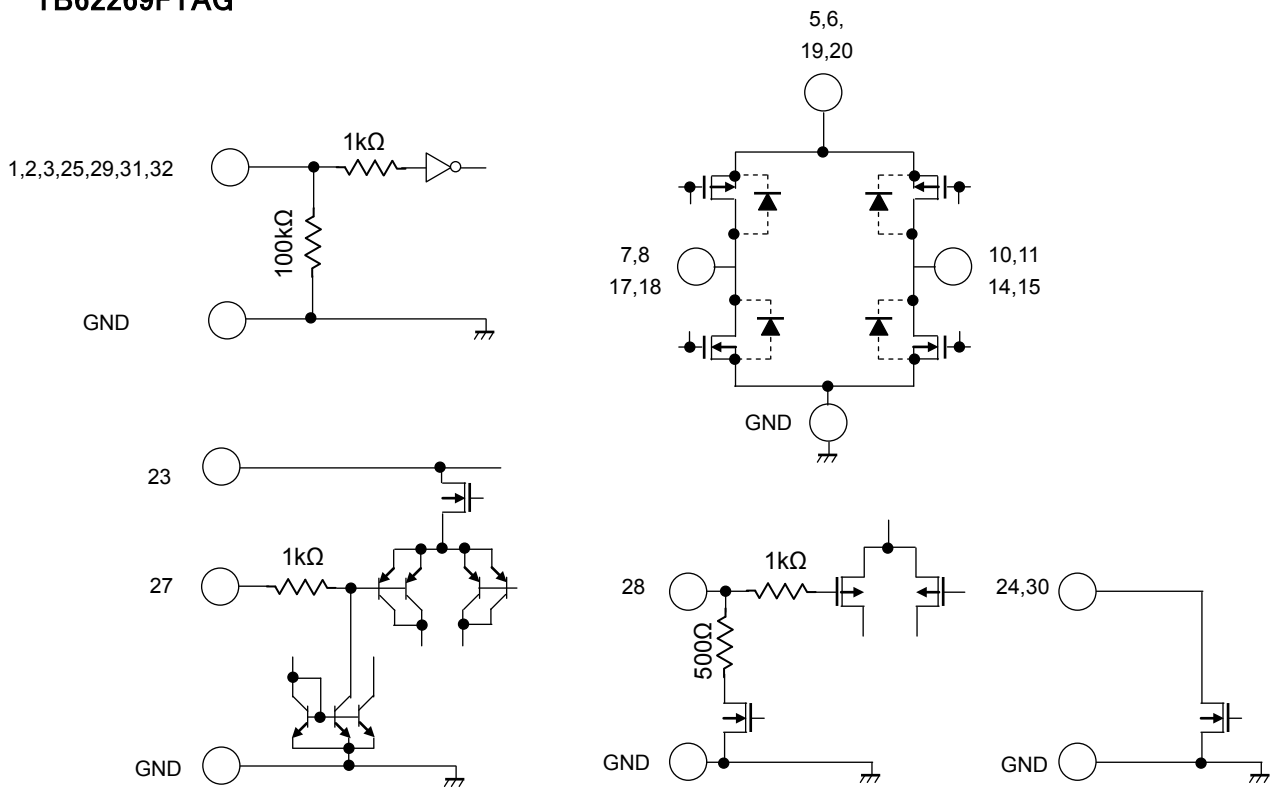 TB62269FTAG
5,6,
19,20
1kΩ
1,2,3,25,29,31,32
100kΩ
GND
7,8
17,18
10,11
14,15
GND
23
1kΩ
27
GND
28
1kΩ
500Ω
GND
24,30
GND